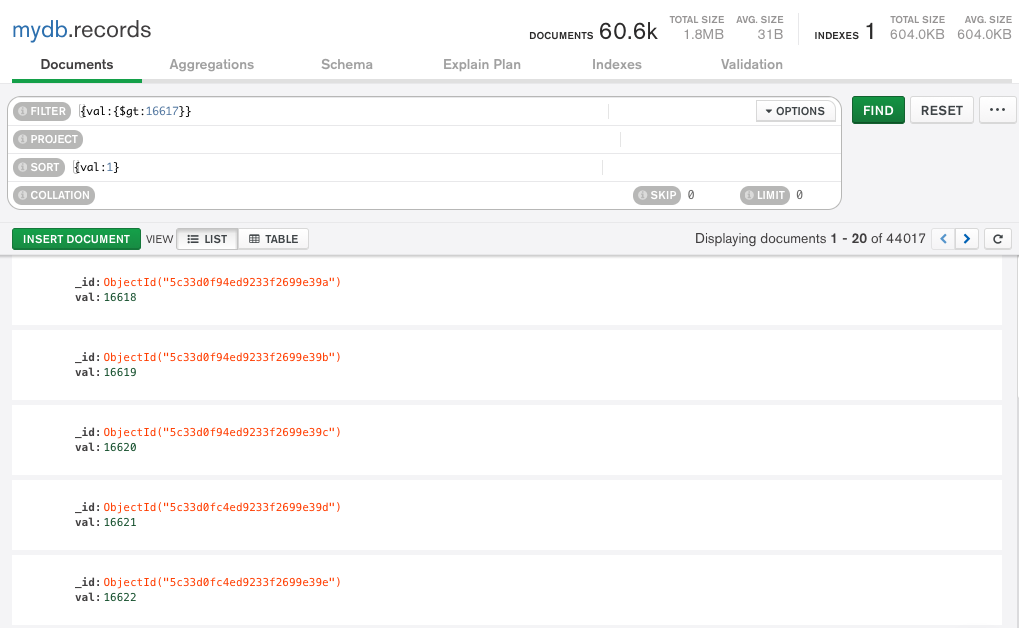 mydb.records
DOCUMENTS 60.6k TOTAL SIZE 1.8MB AVG. SIZE 31B INDEXES 1 TOTAL SIZE 604.0KB AVG. SIZE 604.0KB
Documents Aggregations Schema Explain Plan Indexes Validation
FILTER {val:{$gt:16617}} OPTIONS FIND RESET ...
PROJECT
SORT {val:1}
COLLATION SKIP 0 LIMIT 0
INSERT DOCUMENT VIEW LIST TABLE Displaying documents 1 - 20 of 44017
_id:ObjectId("5c33d0f94ed9233f2699e39a")
val:16618
_id:ObjectId("5c33d0f94ed9233f2699e39b")
val:16619
_id:ObjectId("5c33d0f94ed9233f2699e39c")
val:16620
_id:ObjectId("5c33d0fc4ed9233f2699e39d")
val:16621
_id:ObjectId("5c33d0fc4ed9233f2699e39e")
val:16622